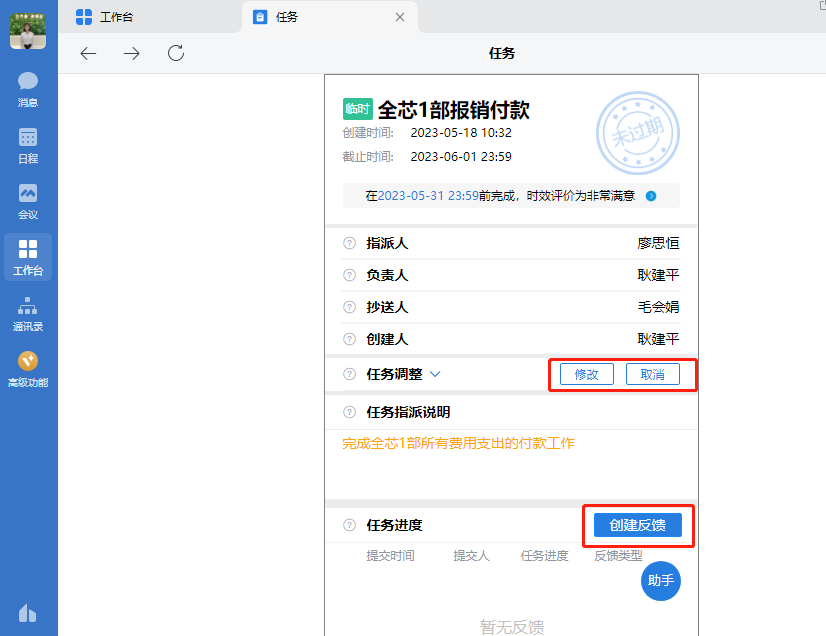 工作台
任务
任务
消息
日程
会议
工作台
通讯录
高级功能
临时 全芯1部报销付款
创建时间: 2023-05-18 10:32
截止时间: 2023-06-01 23:59
未过期
在2023-05-31 23:59前完成，时效评价为非常满意
指派人 廖思恒
负责人 耿建平
抄送人 毛会娟
创建人 耿建平
任务调整 修改 取消
任务指派说明
完成全芯1部所有费用支出的付款工作
任务进度 创建反馈
提交时间 提交人 任务进度 反馈类型
助手
暂无反馈